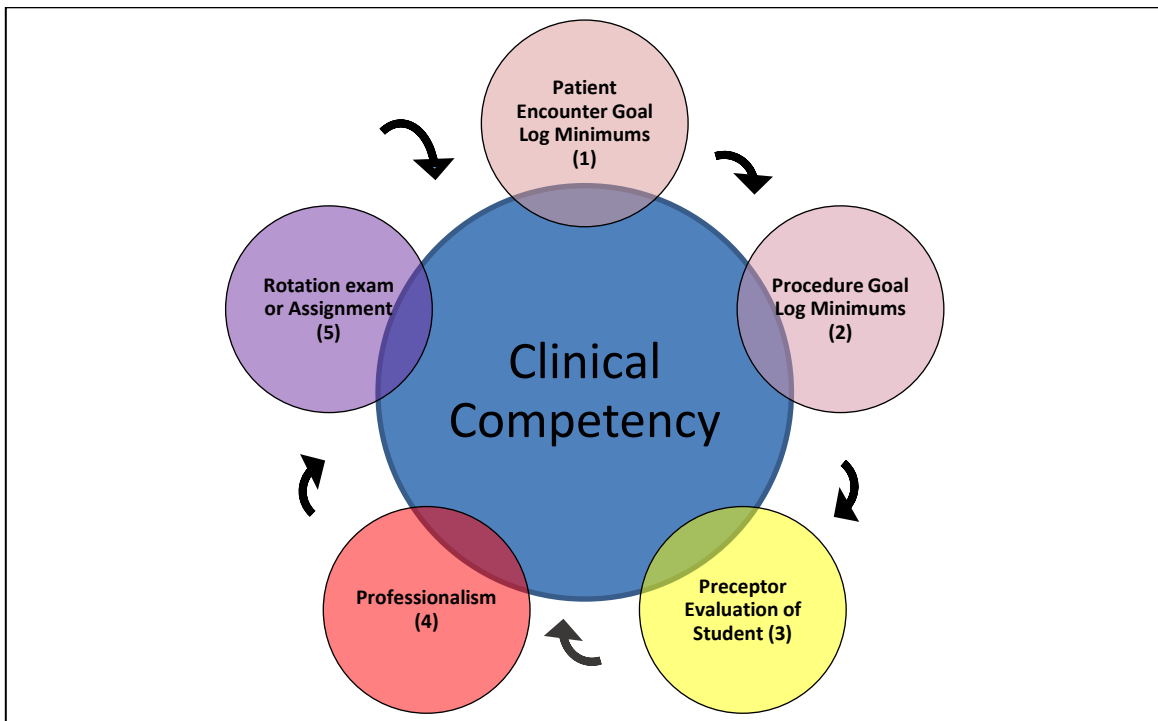 Patient
Encounter Goal
Log Minimums
(1)
Procedure Goal
Log Minimums
(2)
Preceptor
Evaluation of
Student (3)
Professionalism
(4)
Rotation exam
or Assignment
(5)
Clinical
Competency